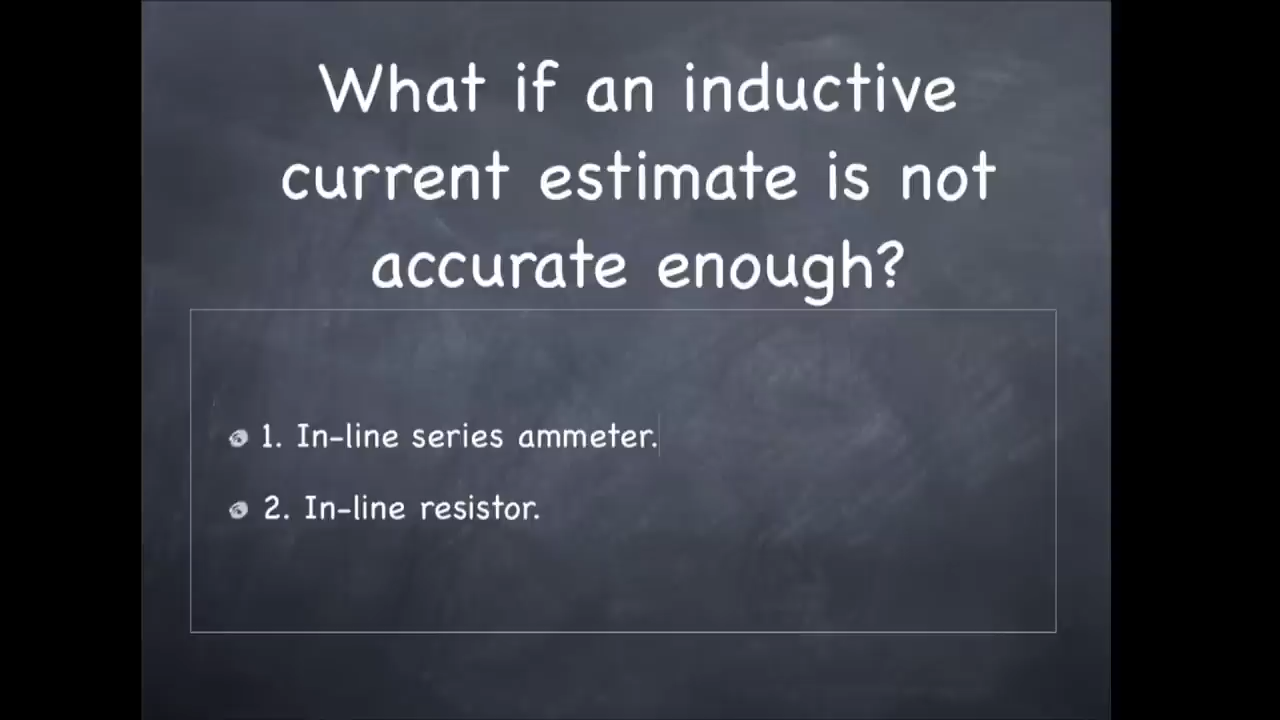 What if an inductive
current estimate is not
accurate enough?
1. In-line series ammeter.
2. In-line resistor.